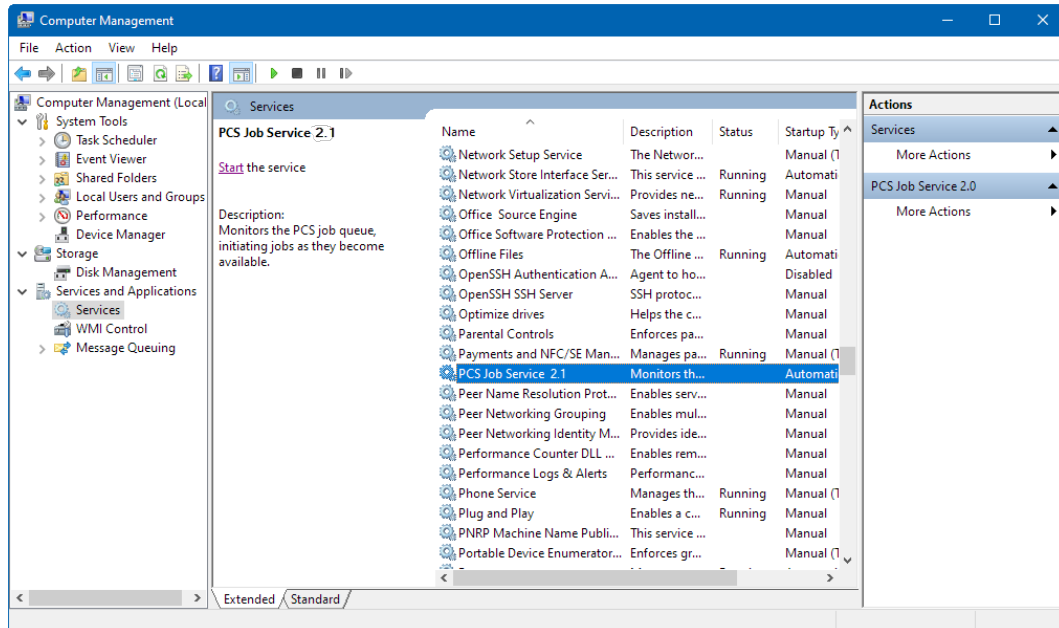 Computer Management
File Action View Help
Computer Management (Local
System Tools
Task Scheduler
Event Viewer
Shared Folders
Local Users and Groups
Performance
Device Manager
Storage
Disk Management
Services and Applications
Services
WMI Control
Message Queuing
Services
PCS Job Service 2.1
Start the service
Description:
Monitors the PCS job queue,
initiating jobs as they become
available.
Name Description Status Startup Ty
Network Setup Service The Networ... Manual (T
Network Store Interface Ser... This service ... Running Automati
Network Virtualization Servi... Provides ne... Running Manual
Office Source Engine Saves install... Manual
Office Software Protection ... Enables the ... Manual
Offline Files The Offline ... Running Automati
OpenSSH Authentication A... Agent to ho... Disabled
OpenSSH SSH Server SSH protoc... Manual
Optimize drives Helps the c... Manual
Parental Controls Enforces pa... Manual
Payments and NFC/SE Man... Manages pa... Running Manual (T
PCS Job Service 2.1 Monitors th... Automati
Peer Name Resolution Prot... Enables serv... Manual
Peer Networking Grouping Enables mul... Manual
Peer Networking Identity M... Provides ide... Manual
Performance Counter DLL ... Enables rem... Manual
Performance Logs & Alerts Performanc... Manual
Phone Service Manages th... Running Manual (T
Plug and Play Enables a c... Running Manual
PNRP Machine Name Publi... This service ... Manual
Portable Device Enumerator... Enforces gr... Manual (T
Extended Standard
Actions
Services
More Actions
PCS Job Service 2.0
More Actions